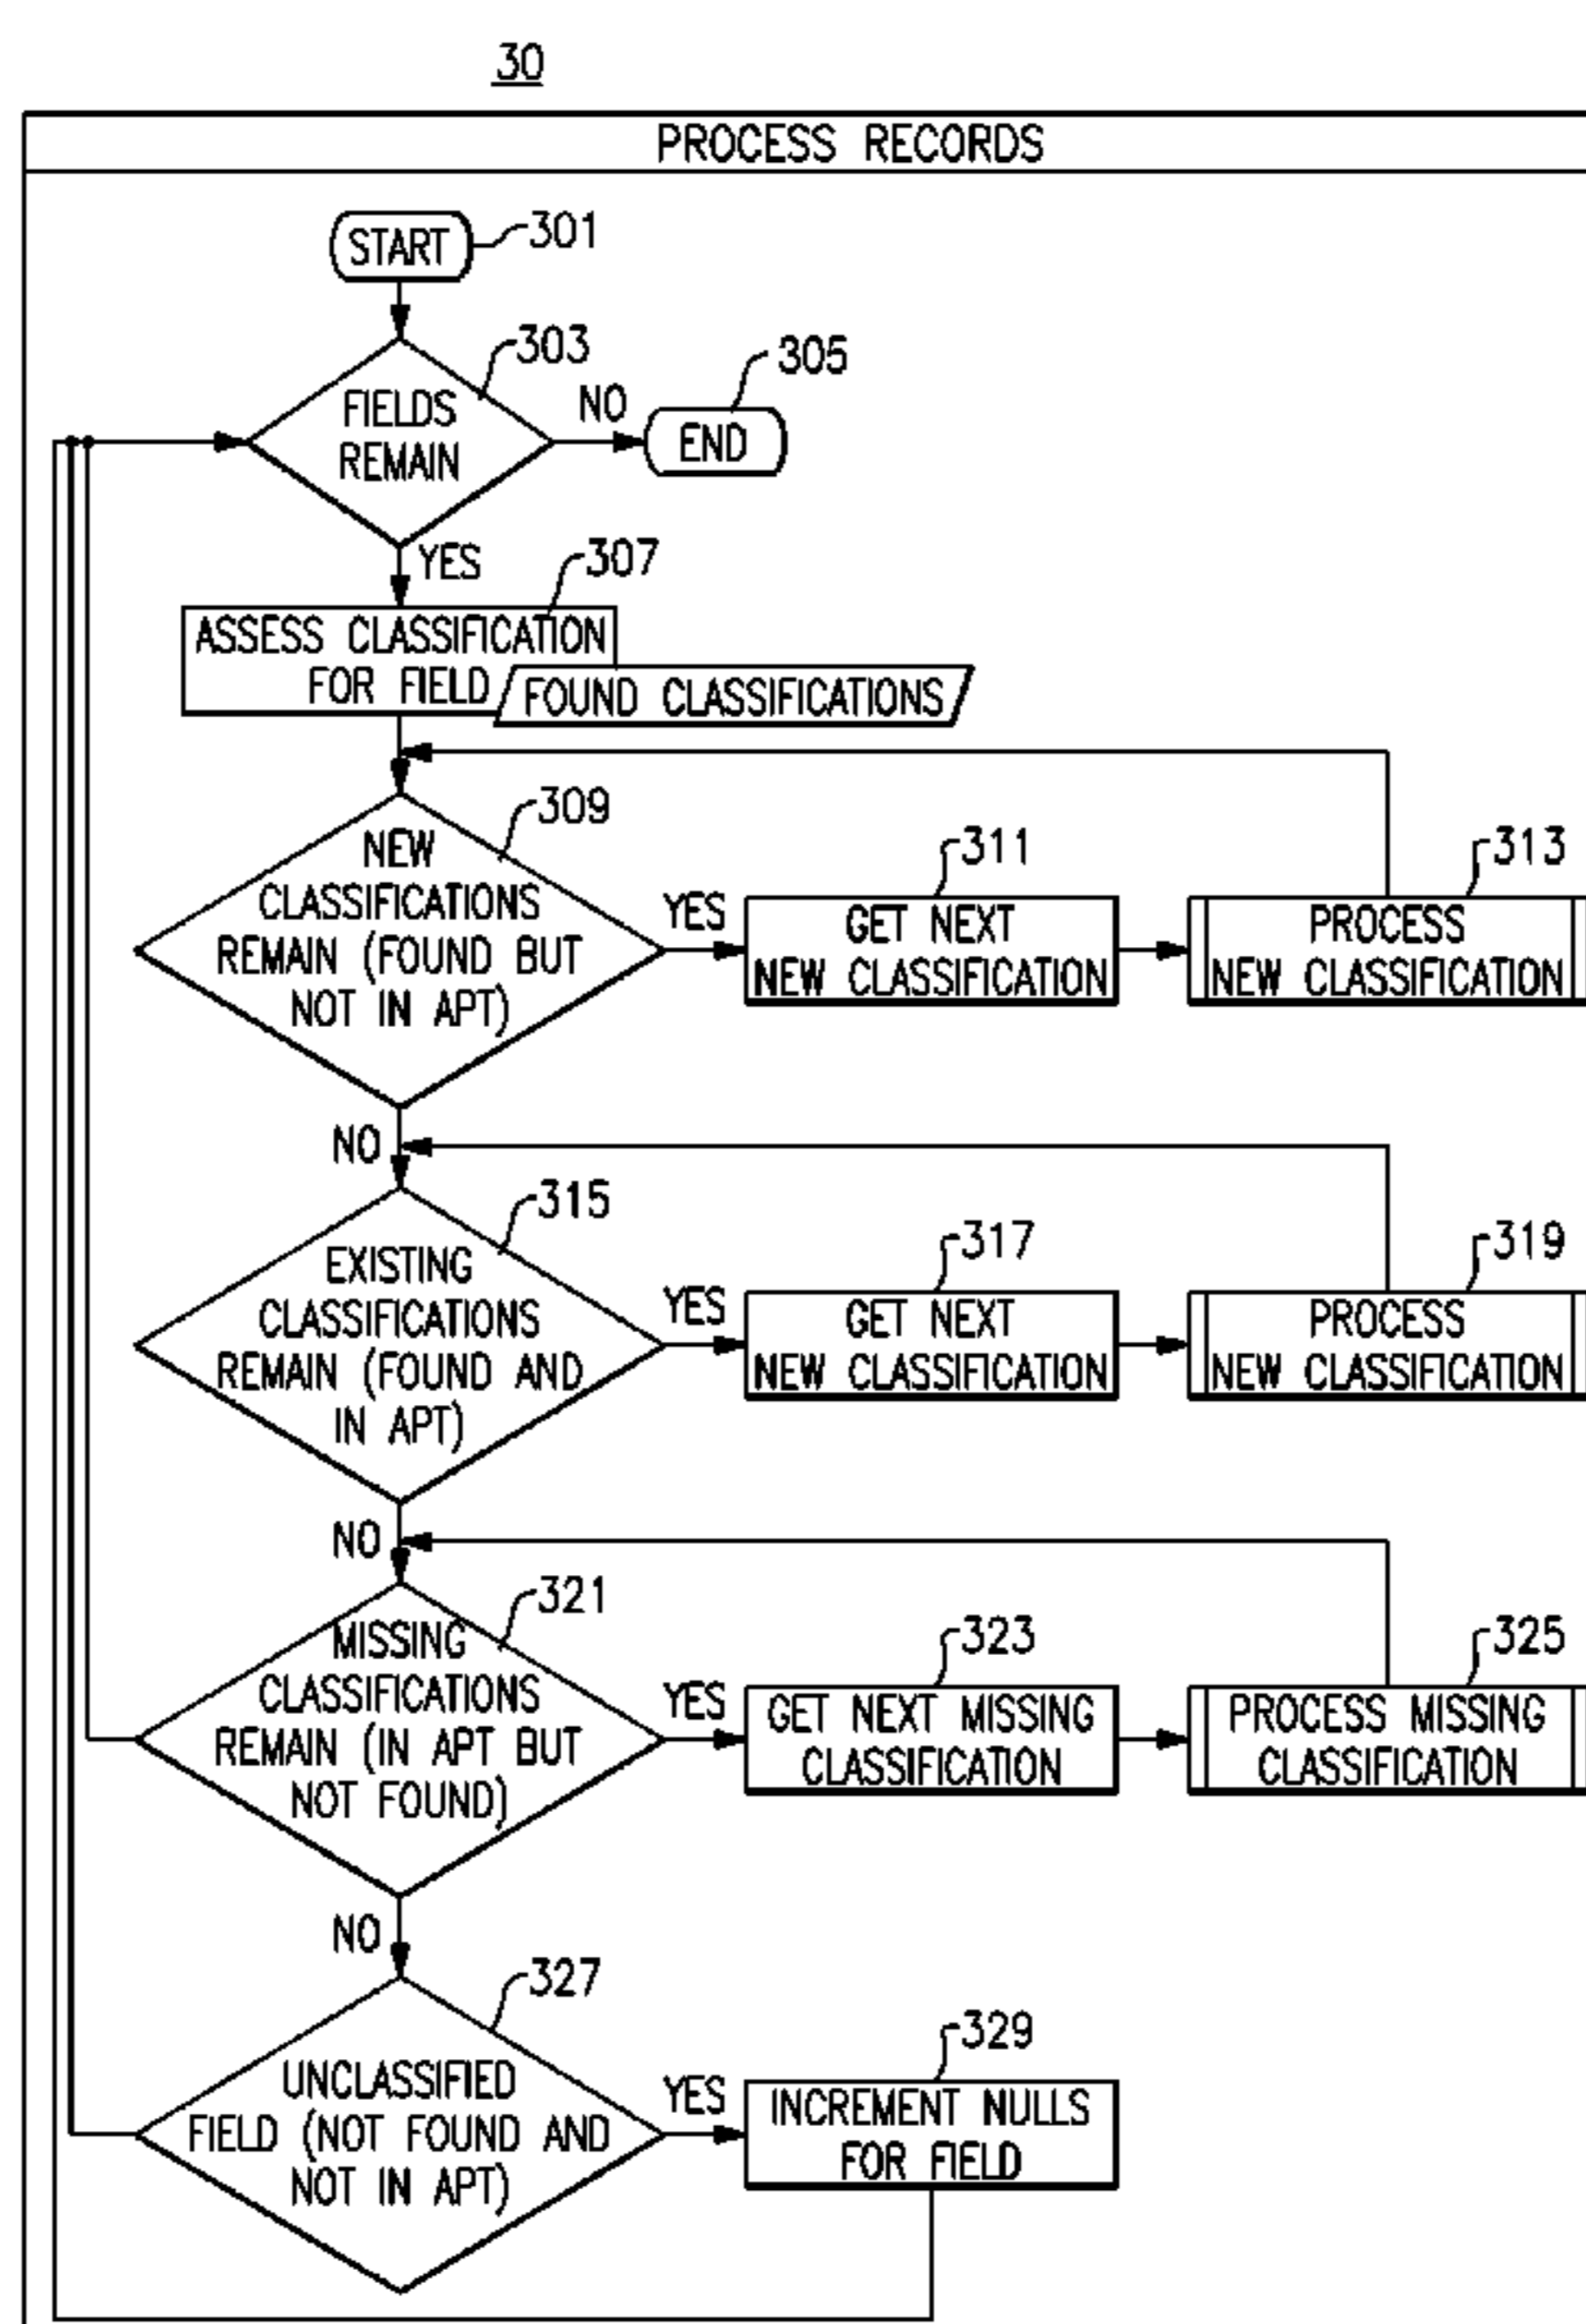 30
PROCESS RECORDS
START
301
303
FIELDS
REMAIN
NO
305
END
YES
307
ASSESS CLASSIFICATION
FOR FIELD
FOUND CLASSIFICATIONS
309
NEW
CLASSIFICATIONS
REMAIN (FOUND BUT
NOT IN APT)
YES
311
GET NEXT
NEW CLASSIFICATION
313
PROCESS
NEW CLASSIFICATION
NO
315
EXISTING
CLASSIFICATIONS
REMAIN (FOUND AND
IN APT)
YES
317
GET NEXT
NEW CLASSIFICATION
319
PROCESS
NEW CLASSIFICATION
NO
321
MISSING
CLASSIFICATIONS
REMAIN (IN APT BUT
NOT FOUND)
YES
323
GET NEXT MISSING
CLASSIFICATION
325
PROCESS MISSING
CLASSIFICATION
NO
327
UNCLASSIFIED
FIELD (NOT FOUND AND
NOT IN APT)
YES
329
INCREMENT NULLS
FOR FIELD